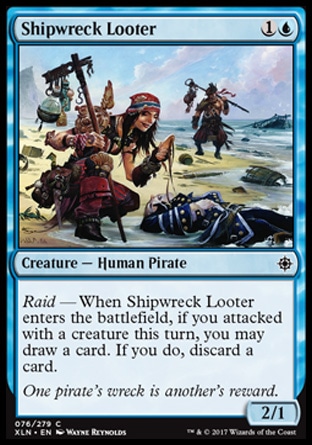 Shipwreck Looter 1
Creature — Human Pirate
Raid — When Shipwreck Looter
enters the battlefield, if you attacked
with a creature this turn, you may
draw a card. If you do, discard a
card.
One pirate's wreck is another's reward.
2/1
076/279 C
XLN • EN Wayne Reynolds
™ & © 2017 Wizards of the Coast